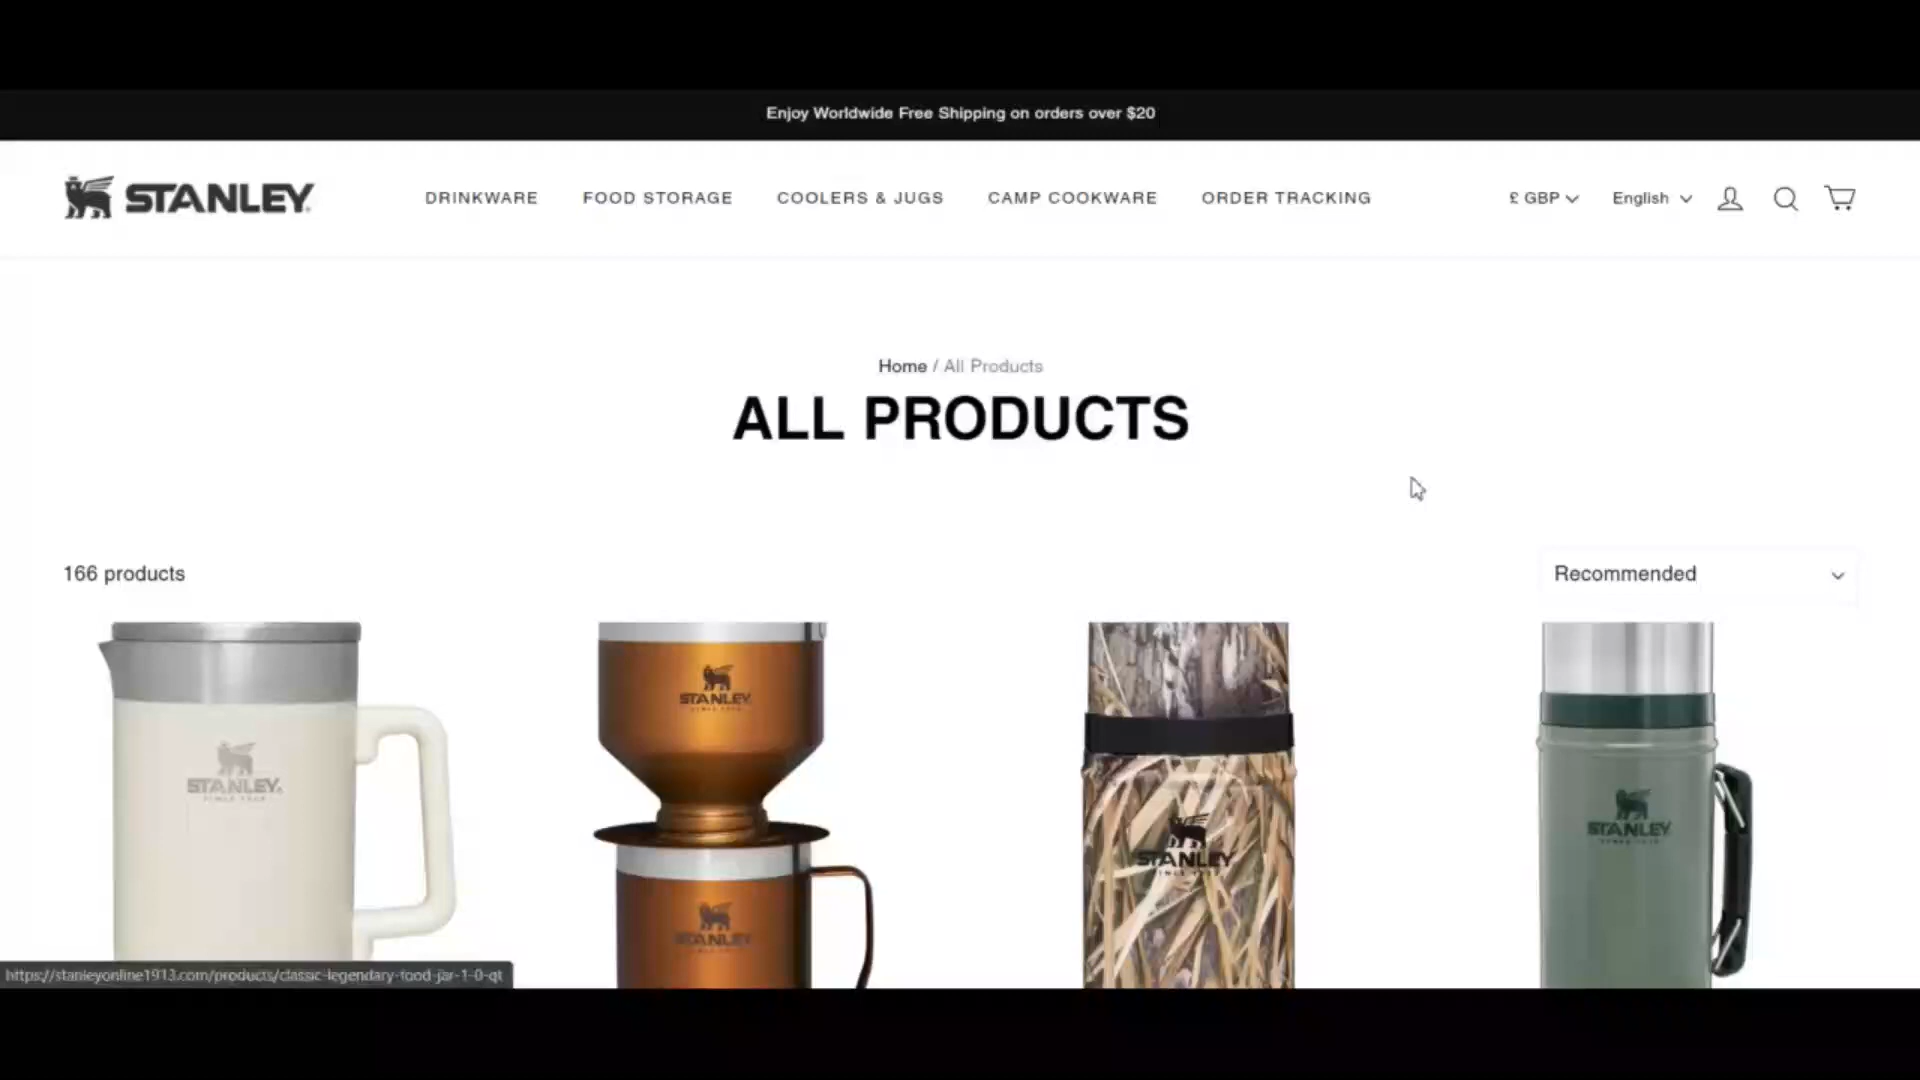 Enjoy Worldwide Free Shipping on orders over $20
STANLEY
DRINKWARE
FOOD STORAGE
COOLERS & JUGS
CAMP COOKWARE
ORDER TRACKING
£ GBP
English
Home / All Products
ALL PRODUCTS
166 products
Recommended
STANLEY
STANLEY
STANLEY
STANLEY
STANLEY
https://stanleyonline1913.com/products/classic-legendary-food-jar-1-0-qt